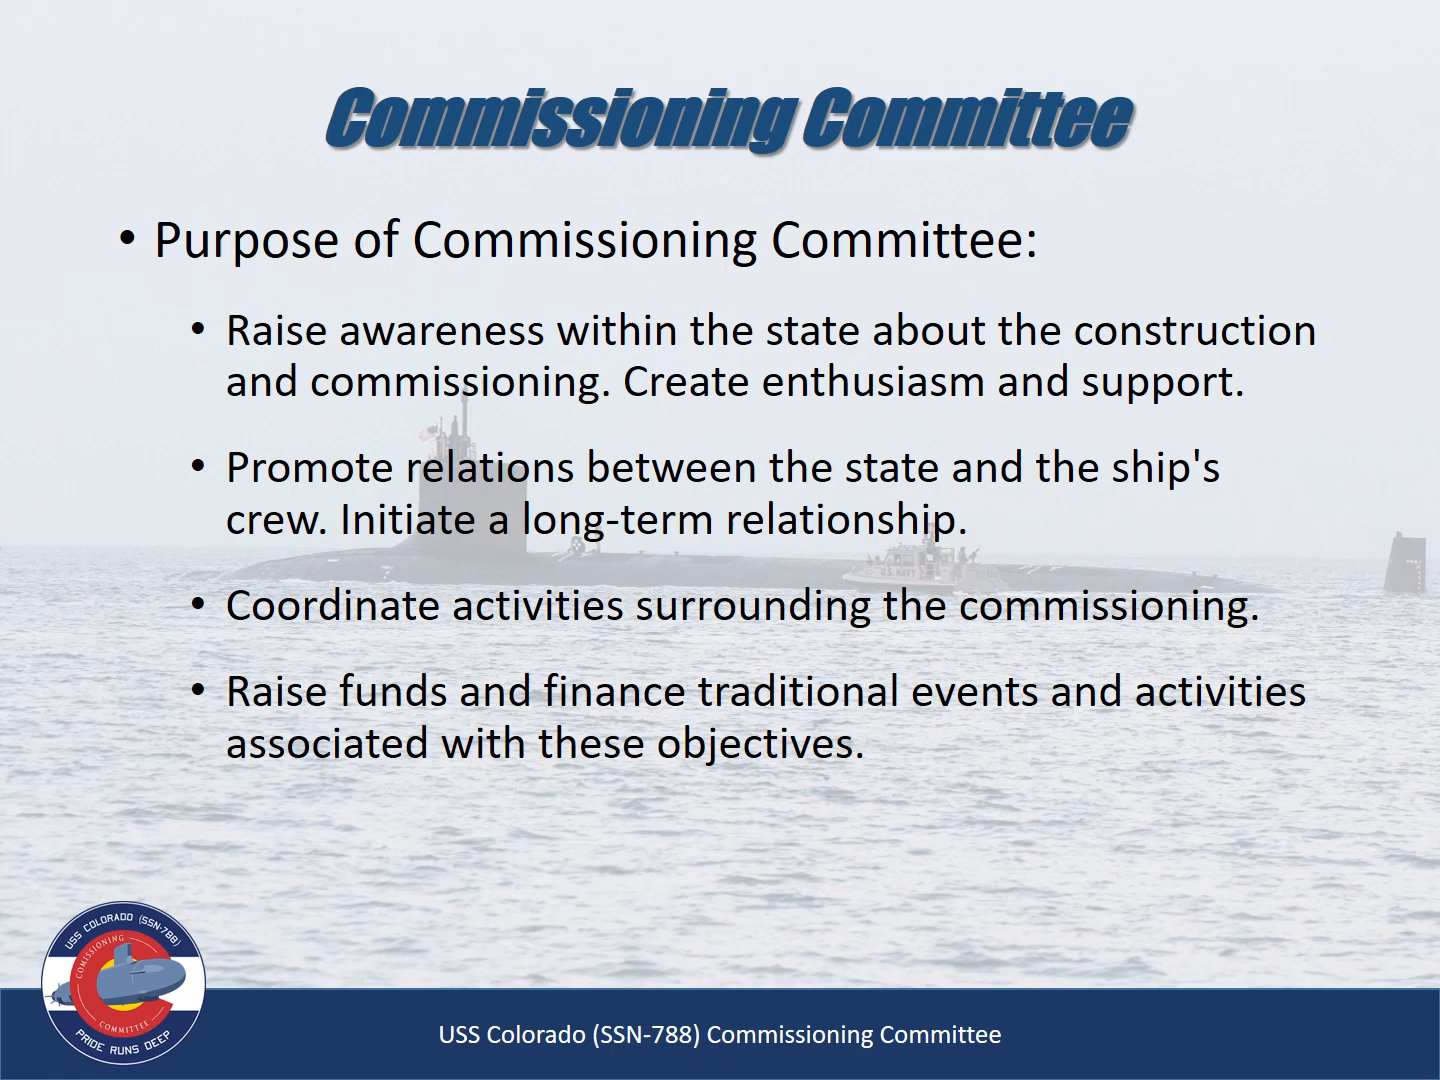 Commissioning Committee
• Purpose of Commissioning Committee:
• Raise awareness within the state about the construction
and commissioning. Create enthusiasm and support.
• Promote relations between the state and the ship's
crew. Initiate a long-term relationship.
• Coordinate activities surrounding the commissioning.
• Raise funds and finance traditional events and activities
associated with these objectives.
USS COLORADO (SSN-788)
COMISSIONING
COMMITTEE
PRIDE RUNS DEEP
USS Colorado (SSN-788) Commissioning Committee
U.S. NAVY